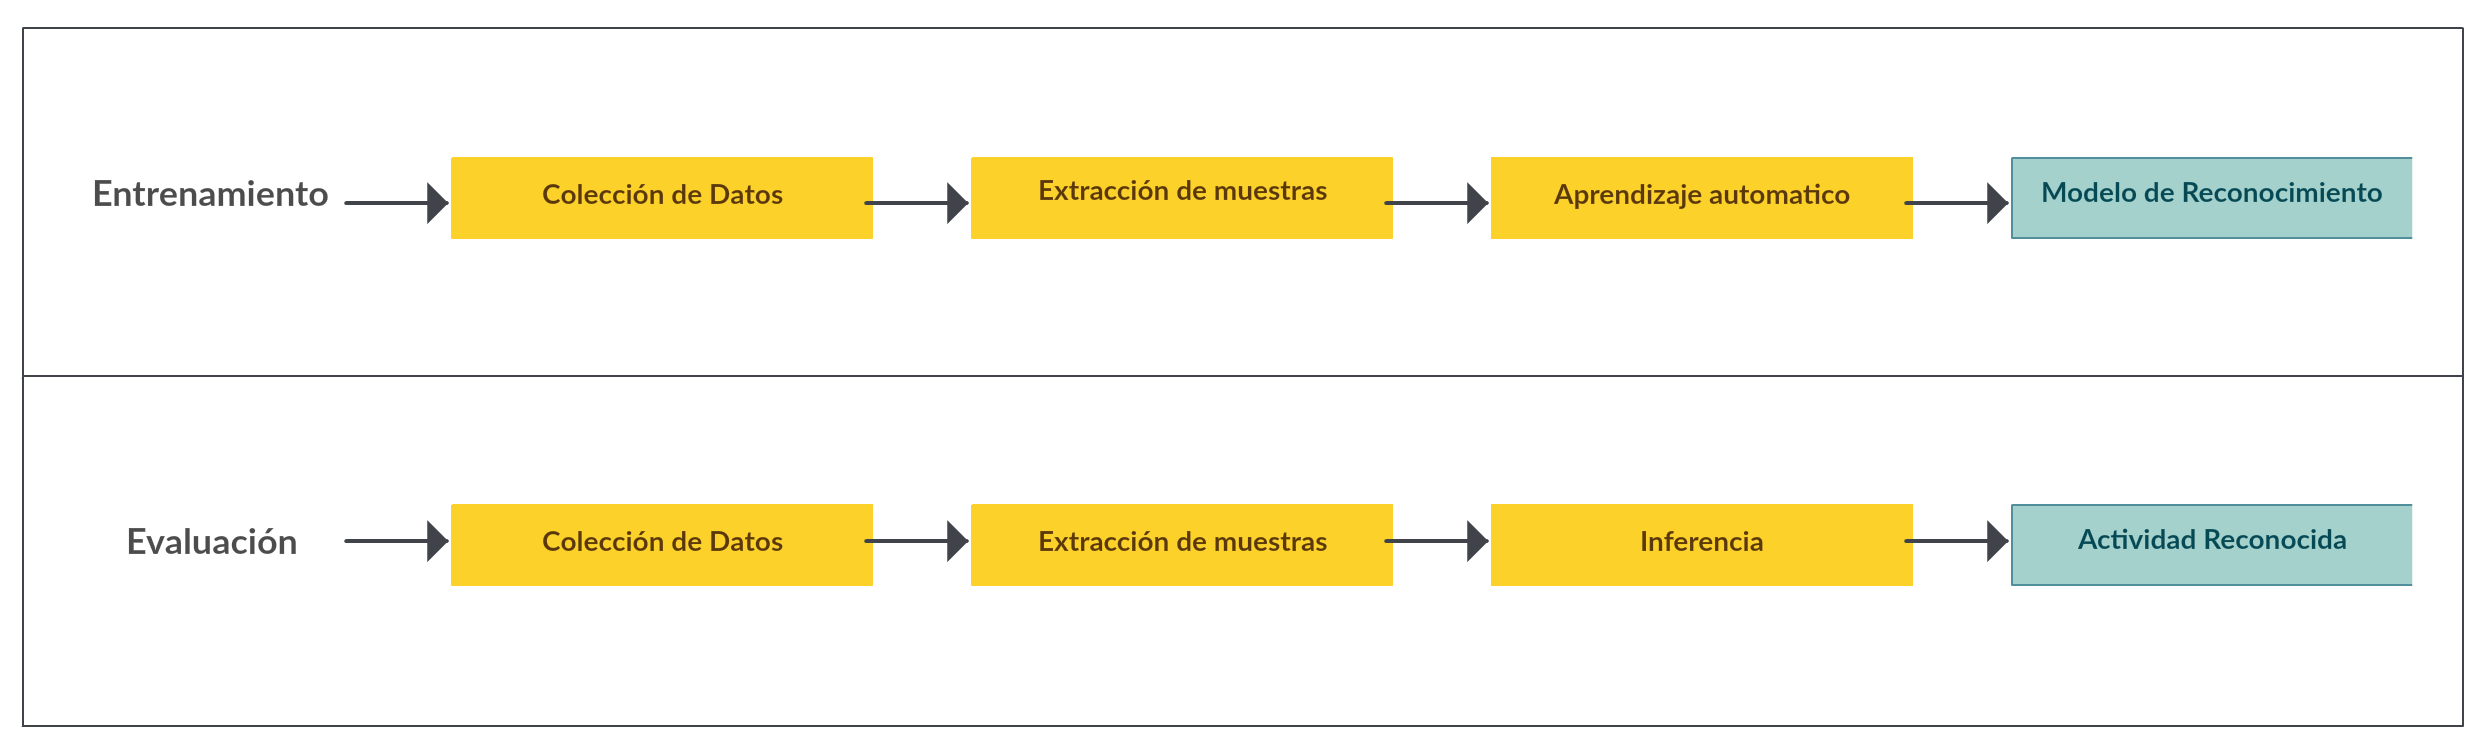 Entrenamiento
Colección de Datos
Extracción de muestras
Aprendizaje automatico
Modelo de Reconocimiento
Evaluación
Colección de Datos
Extracción de muestras
Inferencia
Actividad Reconocida